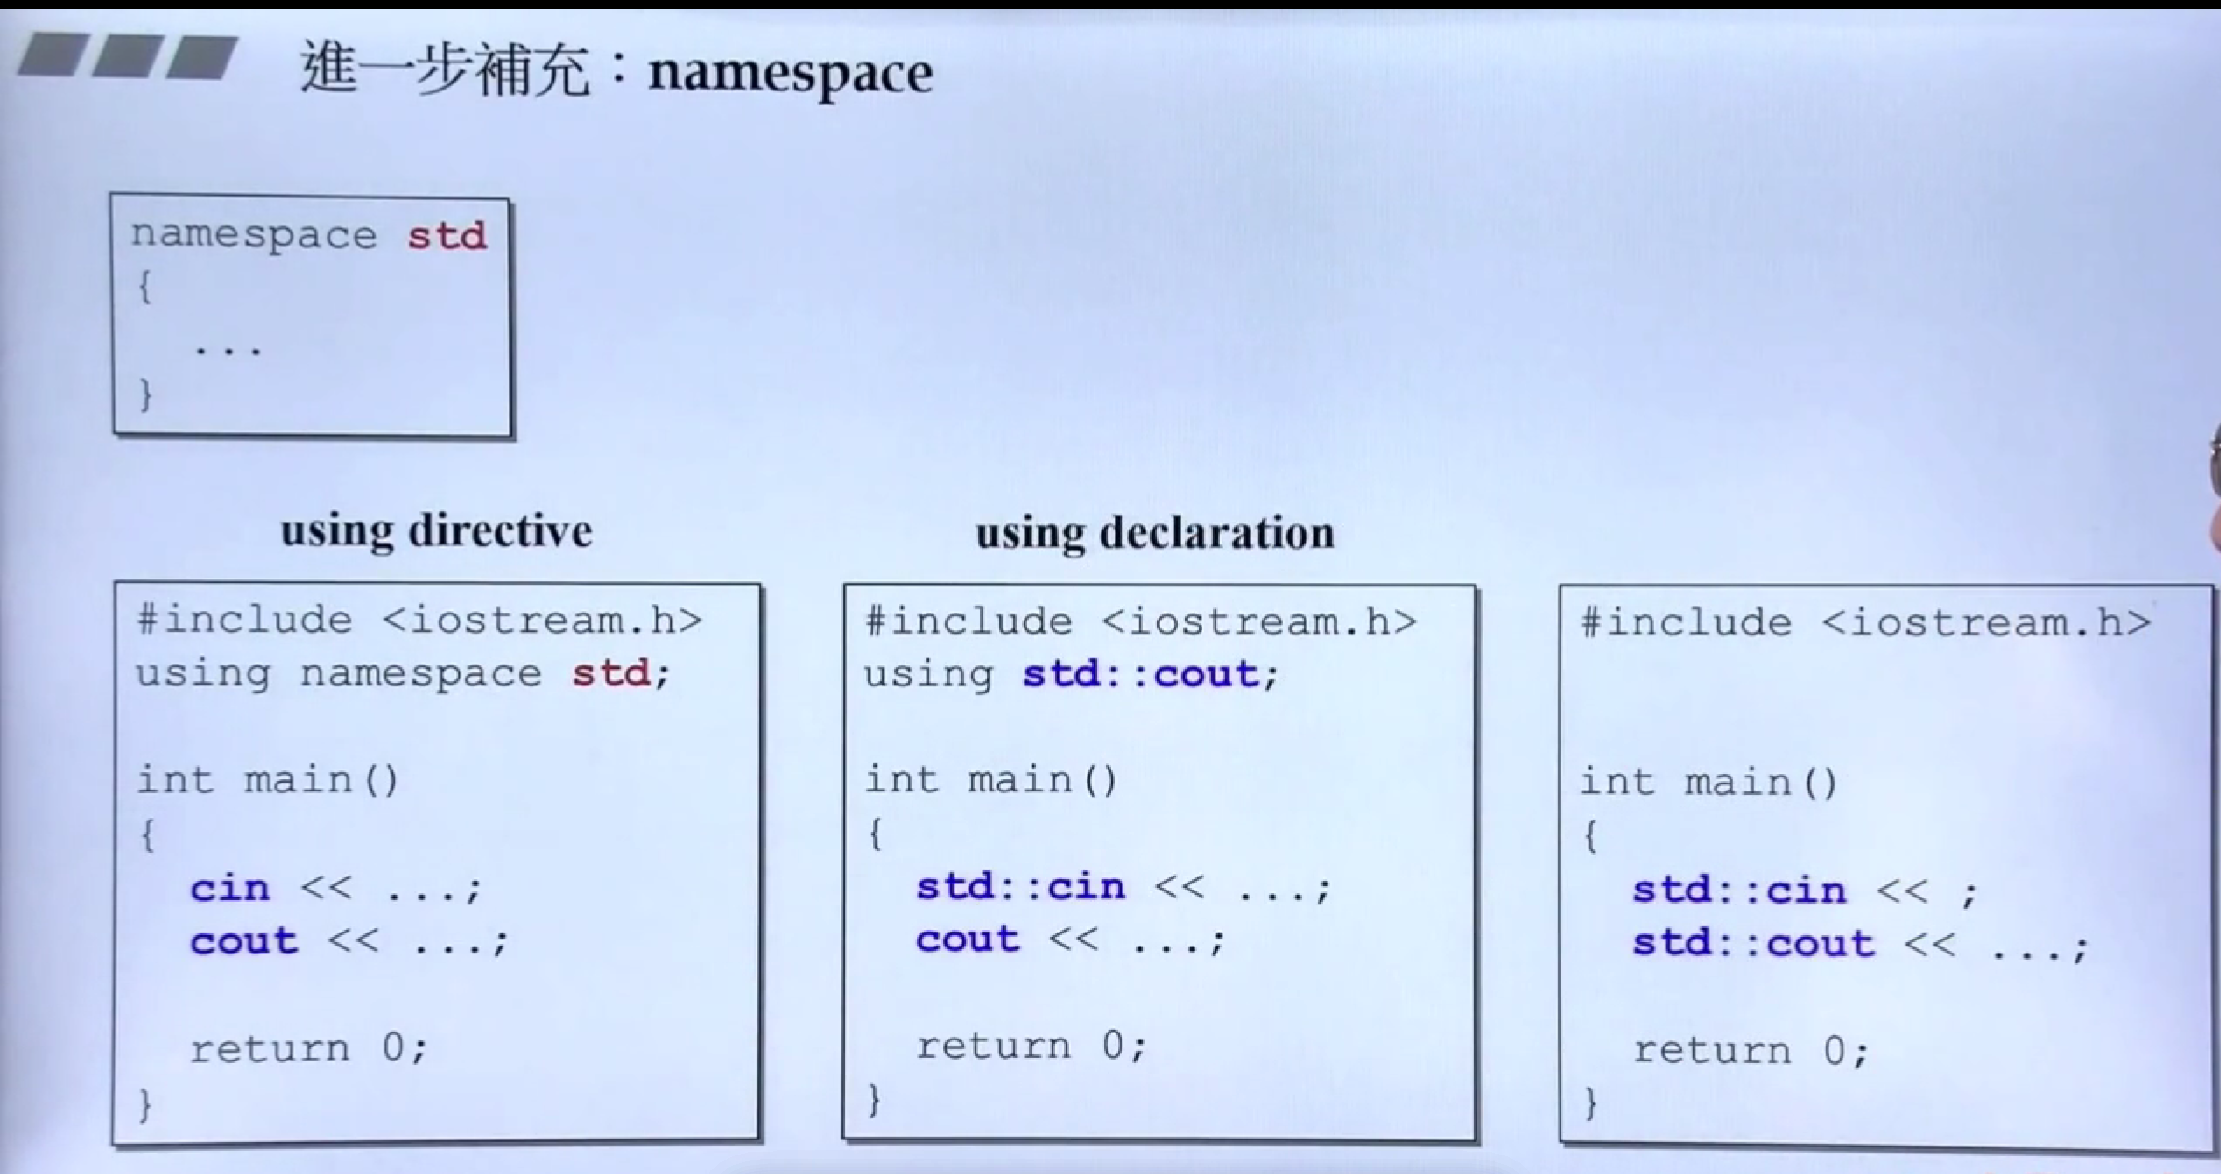 進一步補充：namespace
namespace std
{
...
}
using directive
#include <iostream.h>
using namespace std;
int main()
{
cin << ...;
cout << ...;
return 0;
}
using declaration
#include <iostream.h>
using std::cout;
int main()
{
std::cin << ...;
cout << ...;
return 0;
}
#include <iostream.h>
int main()
{
std::cin << ;
std::cout << ...;
return 0;
}